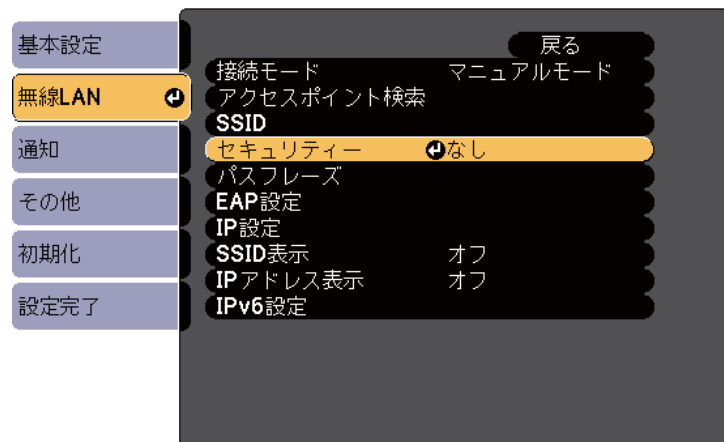 基本設定
無線LAN
通知
その他
初期化
設定完了
戻る
接続モード マニュアルモード
アクセスポイント検索
SSID
セキュリティー なし
パスフレーズ
EAP設定
IP設定
SSID表示 オフ
IPアドレス表示 オフ
IPv6設定